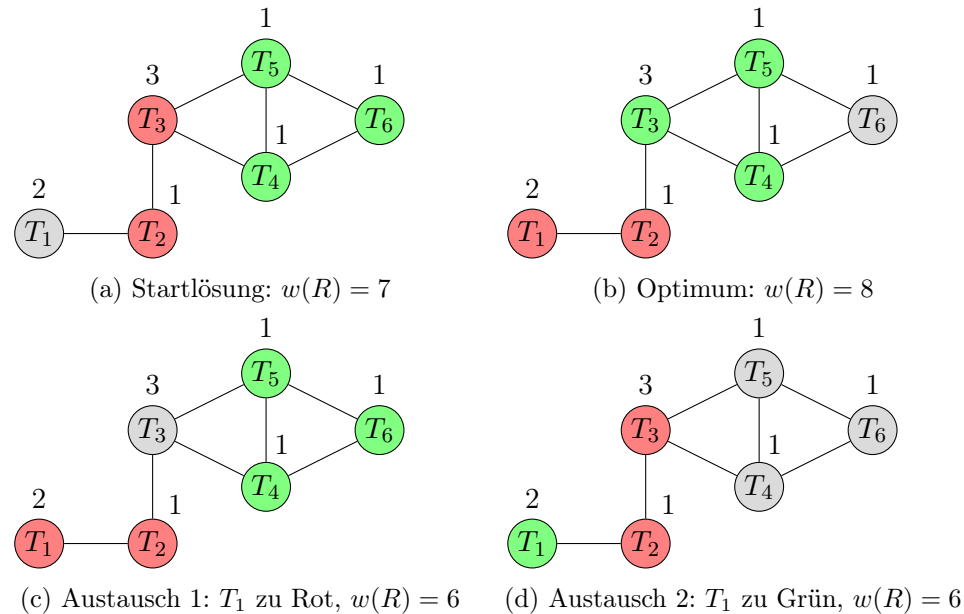 1
1
T5
T5
3
1
3
1
T3
T6
T3
T6
1
1
T4
T4
2
1
2
1
T1
T2
T1
T2
(a) Startlösung: w(R) = 7
(b) Optimum: w(R) = 8
1
1
T5
T5
3
1
3
1
T3
T6
T3
T6
1
1
T4
T4
2
1
2
1
T1
T2
T1
T2
(c) Austausch 1: T1 zu Rot, w(R) = 6
(d) Austausch 2: T1 zu Grün, w(R) = 6